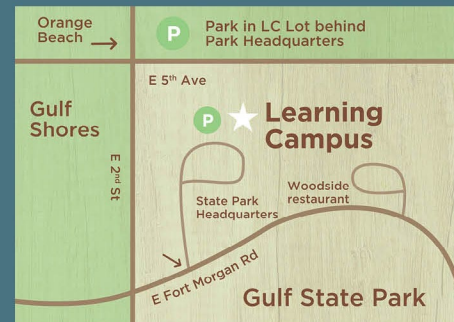 Orange
Beach
P
Park in LC Lot behind
Park Headquarters
E 5th Ave
Gulf
Shores
P
Learning
Campus
E 2nd St
State Park
Headquarters
Woodside
restaurant
E Fort Morgan Rd
Gulf State Park